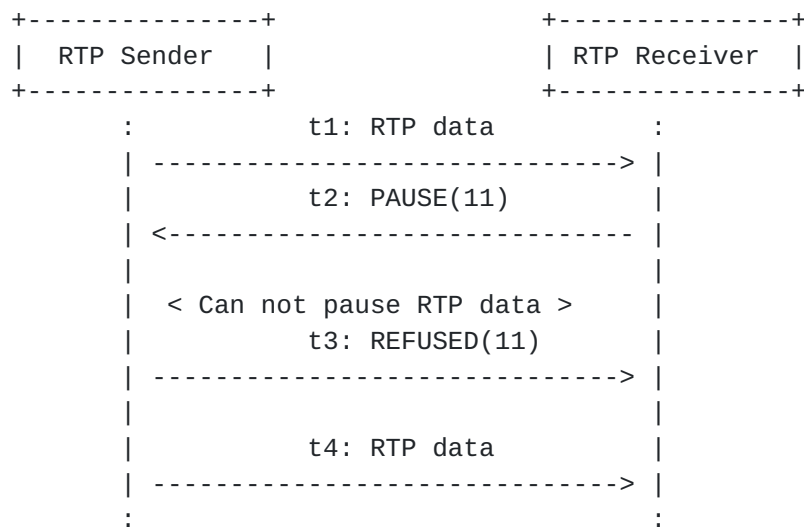 RTP Sender RTP Receiver
t1: RTP data
t2: PAUSE(11)
< Can not pause RTP data >
t3: REFUSED(11)
t4: RTP data